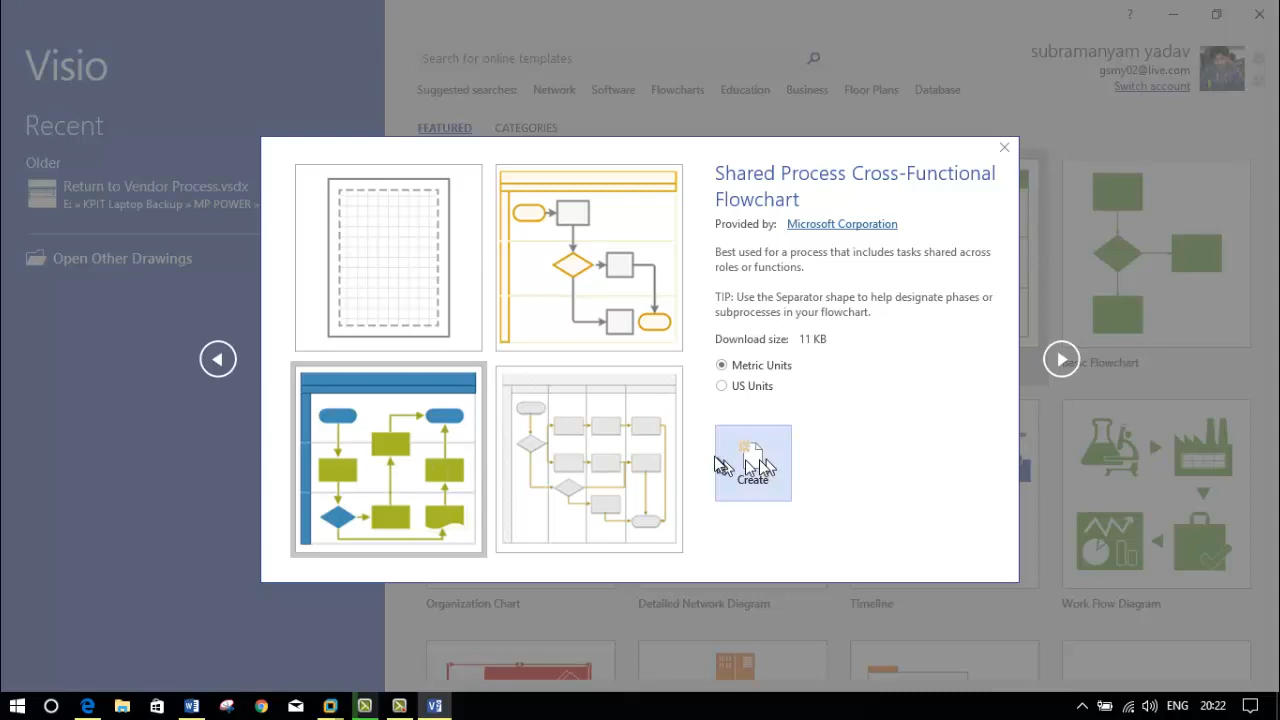 Visio
Recent
Older
Return to Vendor Process.vsdx
E: » KPIT Laptop Backup » MP POWER »
Open Other Drawings
Search for online templates
Suggested searches: Network Software Flowcharts Education Business Floor Plans Database
FEATURED CATEGORIES
subramanyam yadav
gsmy02@live.com
Switch account
Shared Process Cross-Functional
Flowchart
Provided by: Microsoft Corporation
Best used for a process that includes tasks shared across
roles or functions.
TIP: Use the Separator shape to help designate phases or
subprocesses in your flowchart.
Download size: 11 KB
Metric Units
US Units
Create
Basic Flowchart
Organization Chart
Detailed Network Diagram
Timeline
Work Flow Diagram
ENG 20:22